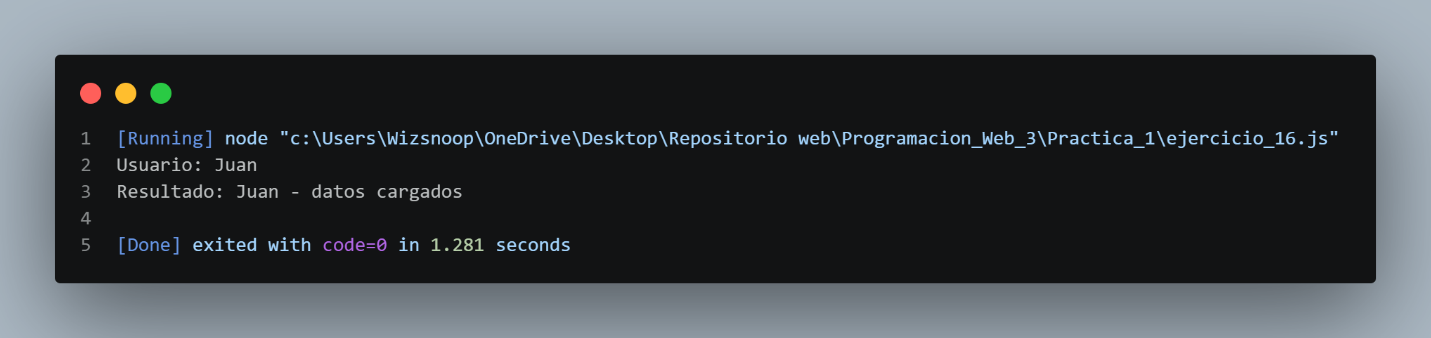 1 [Running] node "c:\Users\Wizsnoop\OneDrive\Desktop\Repositorio web\Programacion_Web_3\Practica_1\ejercicio_16.js"
2 Usuario: Juan
3 Resultado: Juan - datos cargados
4
5 [Done] exited with code=0 in 1.281 seconds